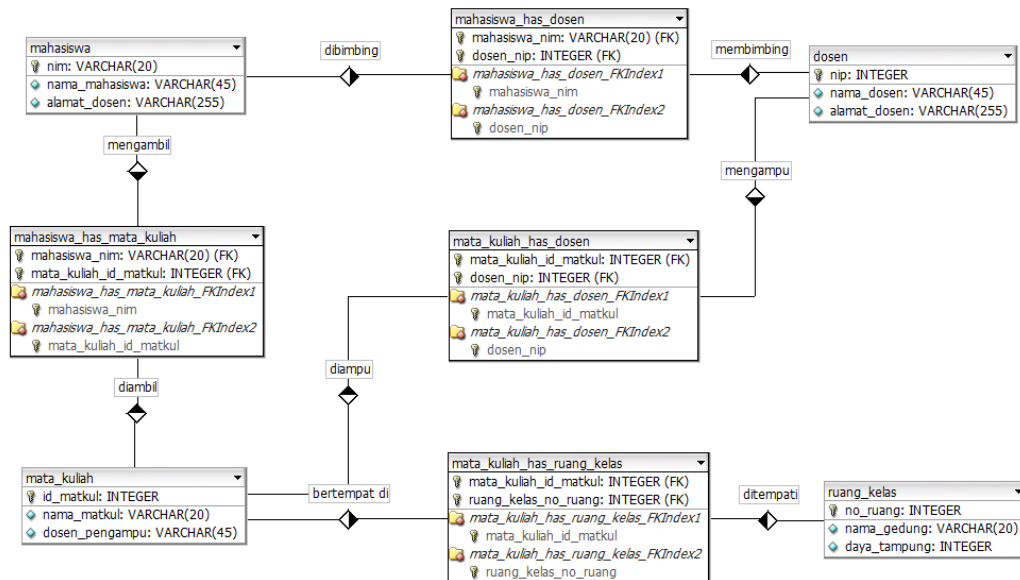 mahasiswa
nim: VARCHAR(20)
nama_mahasiswa: VARCHAR(45)
alamat_dosen: VARCHAR(255)
dibimbing
mahasiswa_has_dosen
mahasiswa_nim: VARCHAR(20) (FK)
dosen_nip: INTEGER (FK)
mahasiswa_has_dosen_FKIndex1
mahasiswa_nim
mahasiswa_has_dosen_FKIndex2
dosen_nip
membimbing
dosen
nip: INTEGER
nama_dosen: VARCHAR(45)
alamat_dosen: VARCHAR(255)
mengambil
mengampu
mahasiswa_has_mata_kuliah
mahasiswa_nim: VARCHAR(20) (FK)
mata_kuliah_id_matkul: INTEGER (FK)
mahasiswa_has_mata_kuliah_FKIndex1
mahasiswa_nim
mahasiswa_has_mata_kuliah_FKIndex2
mata_kuliah_id_matkul
mata_kuliah_has_dosen
mata_kuliah_id_matkul: INTEGER (FK)
dosen_nip: INTEGER (FK)
mata_kuliah_has_dosen_FKIndex1
mata_kuliah_id_matkul
mata_kuliah_has_dosen_FKIndex2
dosen_nip
diambil
diampu
mata_kuliah
id_matkul: INTEGER
nama_matkul: VARCHAR(20)
dosen_pengampu: VARCHAR(45)
bertempat di
mata_kuliah_has_ruang_kelas
mata_kuliah_id_matkul: INTEGER (FK)
ruang_kelas_no_ruang: INTEGER (FK)
mata_kuliah_has_ruang_kelas_FKIndex1
mata_kuliah_id_matkul
mata_kuliah_has_ruang_kelas_FKIndex2
ruang_kelas_no_ruang
ditempati
ruang_kelas
no_ruang: INTEGER
nama_gedung: VARCHAR(20)
daya_tampung: INTEGER